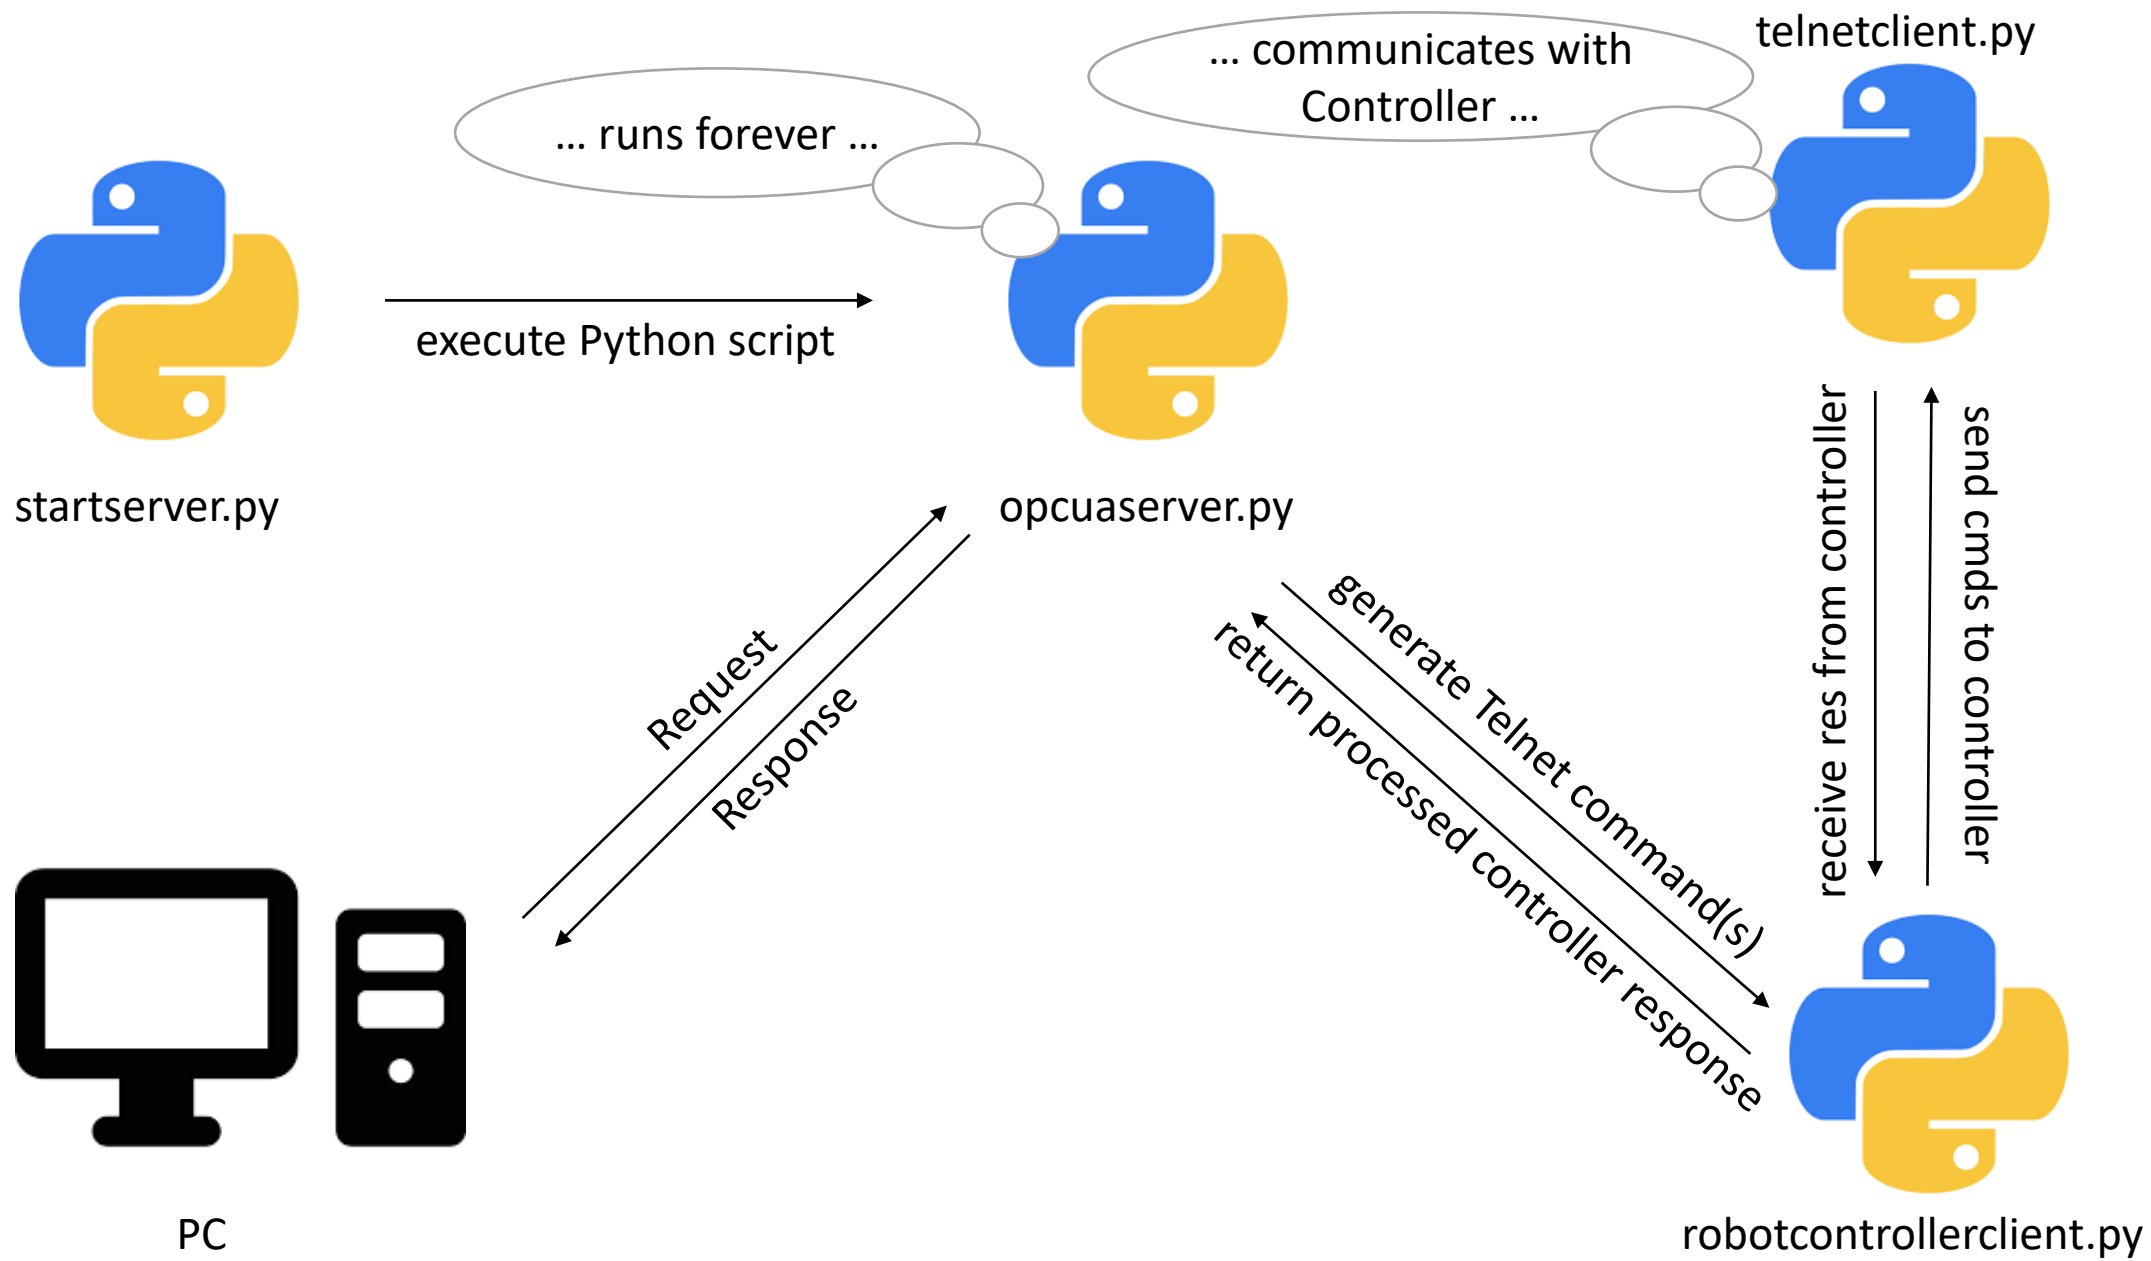 telnetclient.py
… communicates with
Controller …
… runs forever …
execute Python script
startserver.py
opcuaserver.py
receive res from controller
send cmds to controller
Request
Response
generate Telnet command(s)
return processed controller response
PC
robotcontrollerclient.py